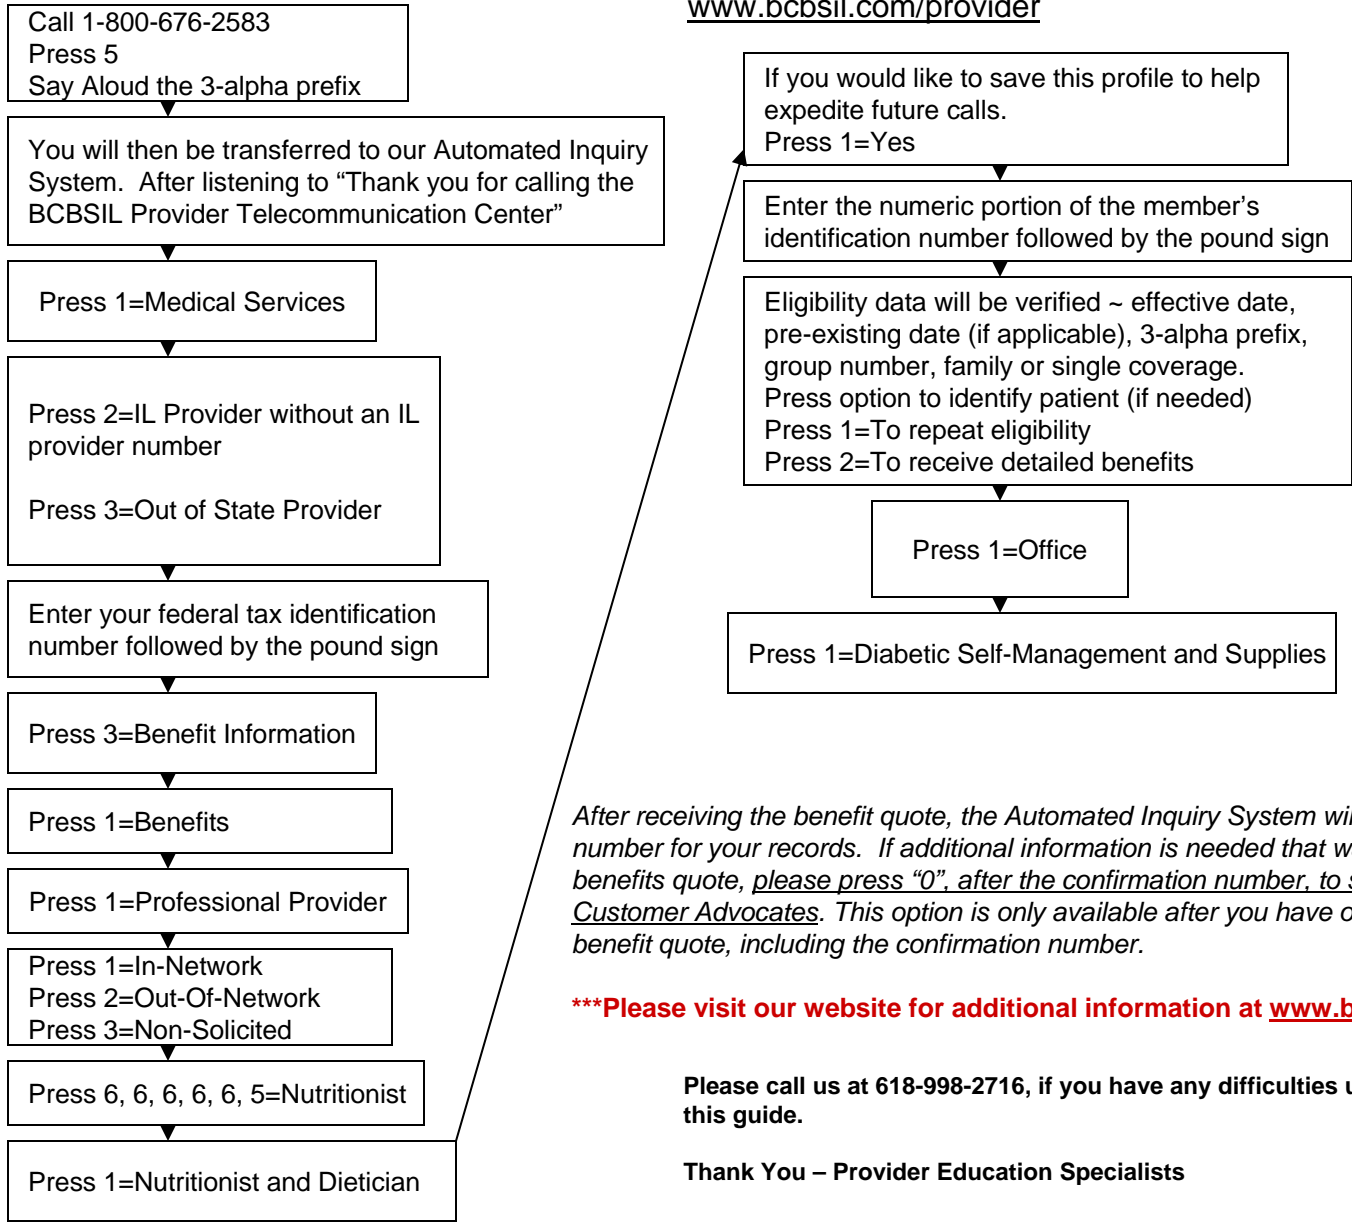 Call 1-800-676-2583
Press 5
Say Aloud the 3-alpha prefix
You will then be transferred to our Automated Inquiry
System.  After listening to “Thank you for calling the
BCBSIL Provider Telecommunication Center”
Press 1=Medical Services
Press 2=IL Provider without an IL
provider number
Press 3=Out of State Provider
Enter your federal tax identification
number followed by the pound sign
Press 3=Benefit Information
Press 1=Benefits
Press 1=Professional Provider
Press 1=In-Network
Press 2=Out-Of-Network
Press 3=Non-Solicited
Press 6, 6, 6, 6, 6, 5=Nutritionist
Press 1=Nutritionist and Dietician
www.bcbsil.com/provider
If you would like to save this profile to help
expedite future calls.
Press 1=Yes
Enter the numeric portion of the member’s
identification number followed by the pound sign
Eligibility data will be verified ~ effective date,
pre-existing date (if applicable), 3-alpha prefix,
group number, family or single coverage.
Press option to identify patient (if needed)
Press 1=To repeat eligibility
Press 2=To receive detailed benefits
Press 1=Office
Press 1=Diabetic Self-Management and Supplies
After receiving the benefit quote, the Automated Inquiry System
number for your records.  If additional information is needed that
benefits quote, please press “0”, after the confirmation number, to
Customer Advocates. This option is only available after you have
benefit quote, including the confirmation number.
***Please visit our website for additional information at
Please call us at 618-998-2716, if you have any difficulties
this guide.
Thank You – Provider Education Specialists